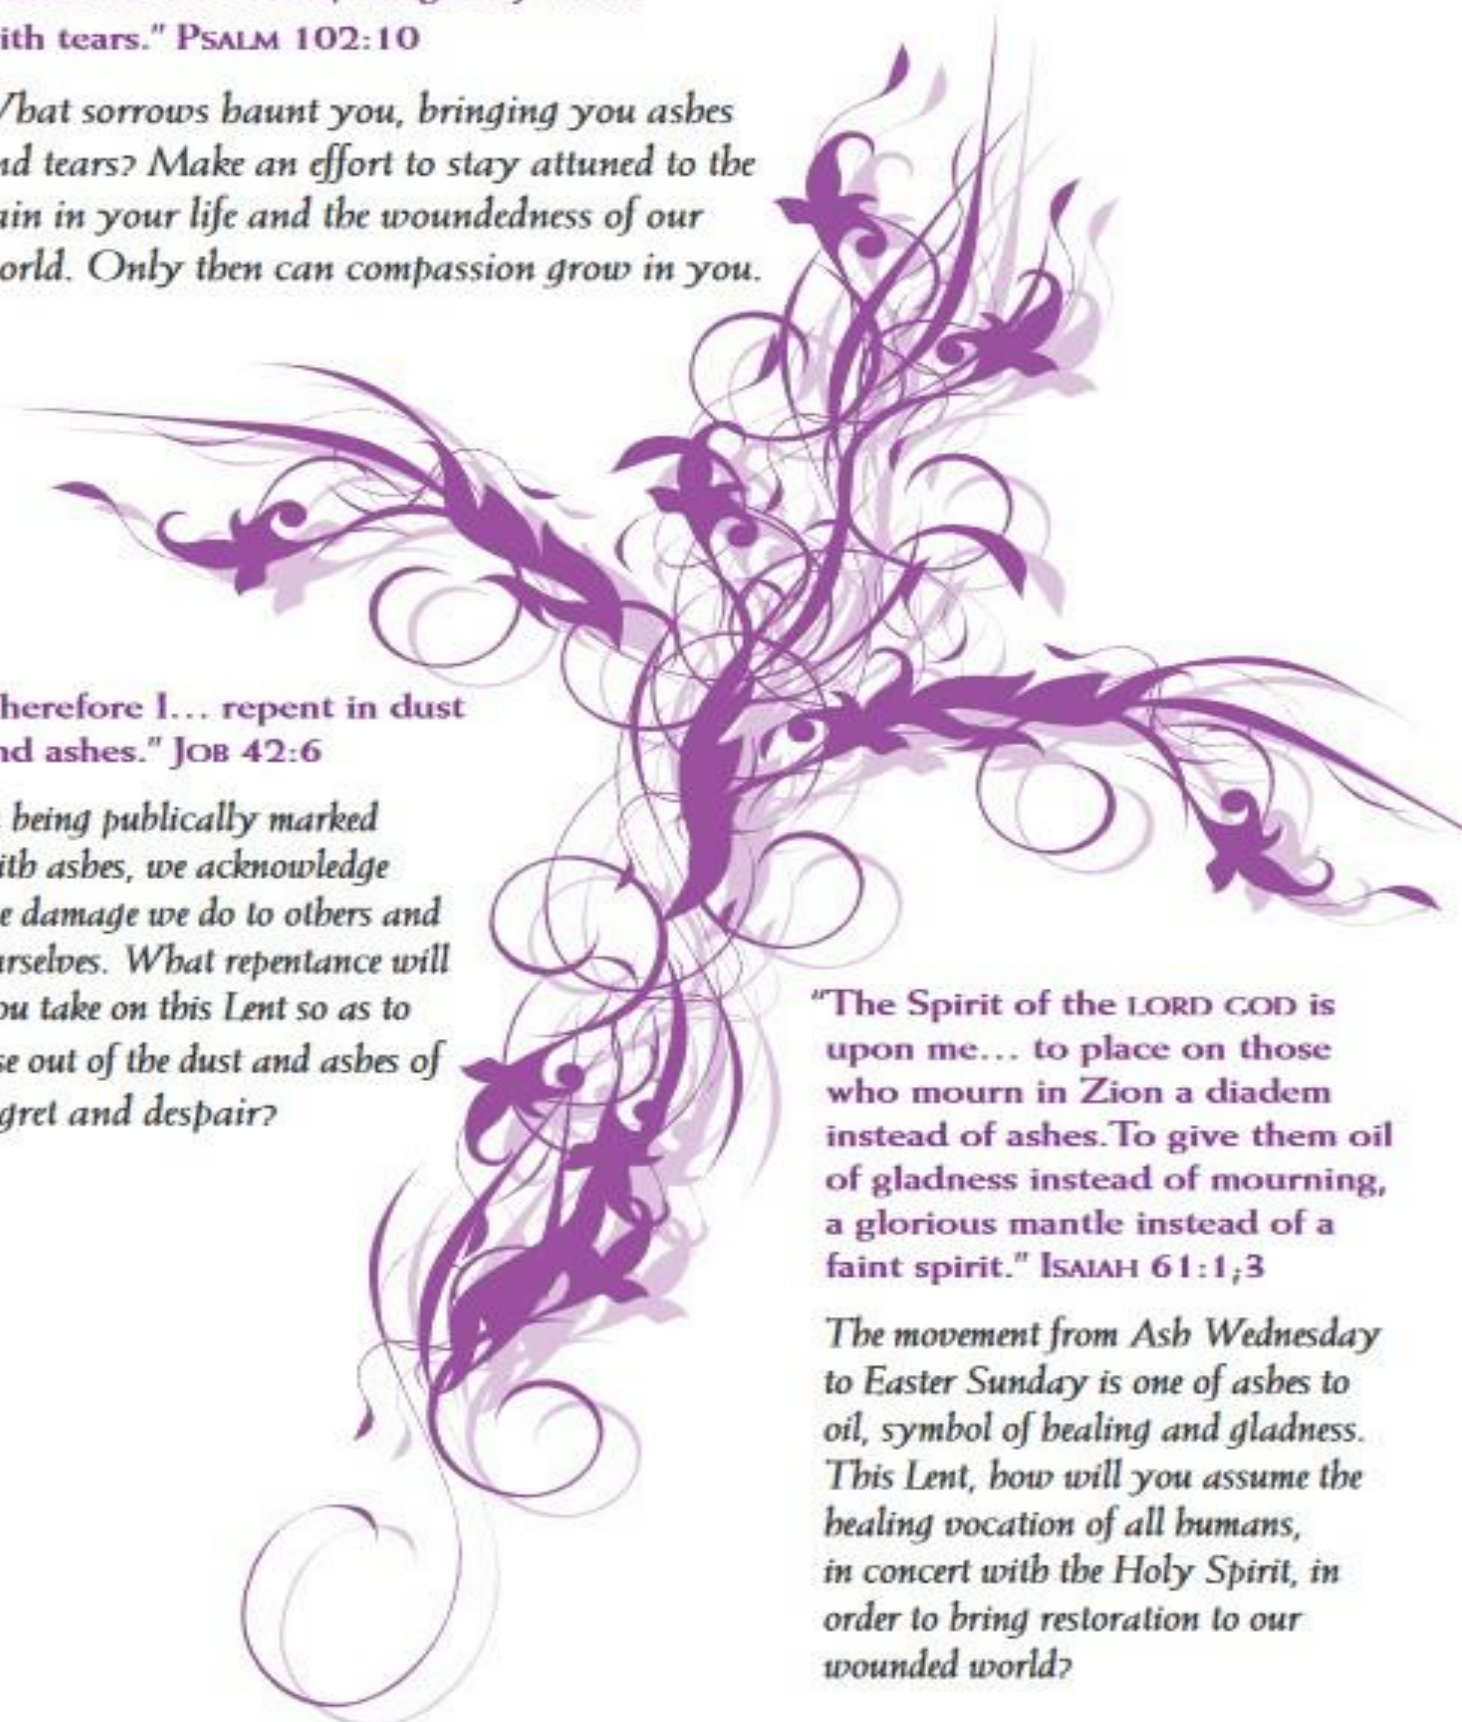 ith tears." PSALM 102:10
hat sorrows haunt you, bringing you ashes
nd tears? Make an effort to stay attuned to the
ain in your life and the woundedness of our
orld. Only then can compassion grow in you.
herefore I... repent in dust
nd ashes." JOB 42:6
being publically marked
ith ashes, we acknowledge
e damage we do to others and
urselves. What repentance will
ou take on this Lent so as to
se out of the dust and ashes of
gret and despair?
"The Spirit of the LORD GOD is
upon me... to place on those
who mourn in Zion a diadem
instead of ashes. To give them oil
of gladness instead of mourning,
a glorious mantle instead of a
faint spirit." ISAIAH 61:1;3
The movement from Ash Wednesday
to Easter Sunday is one of ashes to
oil, symbol of healing and gladness.
This Lent, how will you assume the
healing vocation of all humans,
in concert with the Holy Spirit, in
order to bring restoration to our
wounded world?